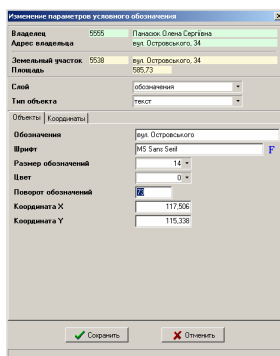 Изменение параметров условного обозначения
Владелец 5555 Панасюк Олена Сергіївна
Адрес владельца вул. Островського, 34
Земельный участок 5538 вул. Островського, 34
Площадь 585,73
Слой обозначения
Тип объекта текст
Объекты Координаты
Обозначения вул. Островського
Шрифт MS Sans Serif F
Размер обозначений 14
Цвет 0
Поворот обозначений 73
Координата X 117,506
Координата Y 115,338
Сохранить Отменить